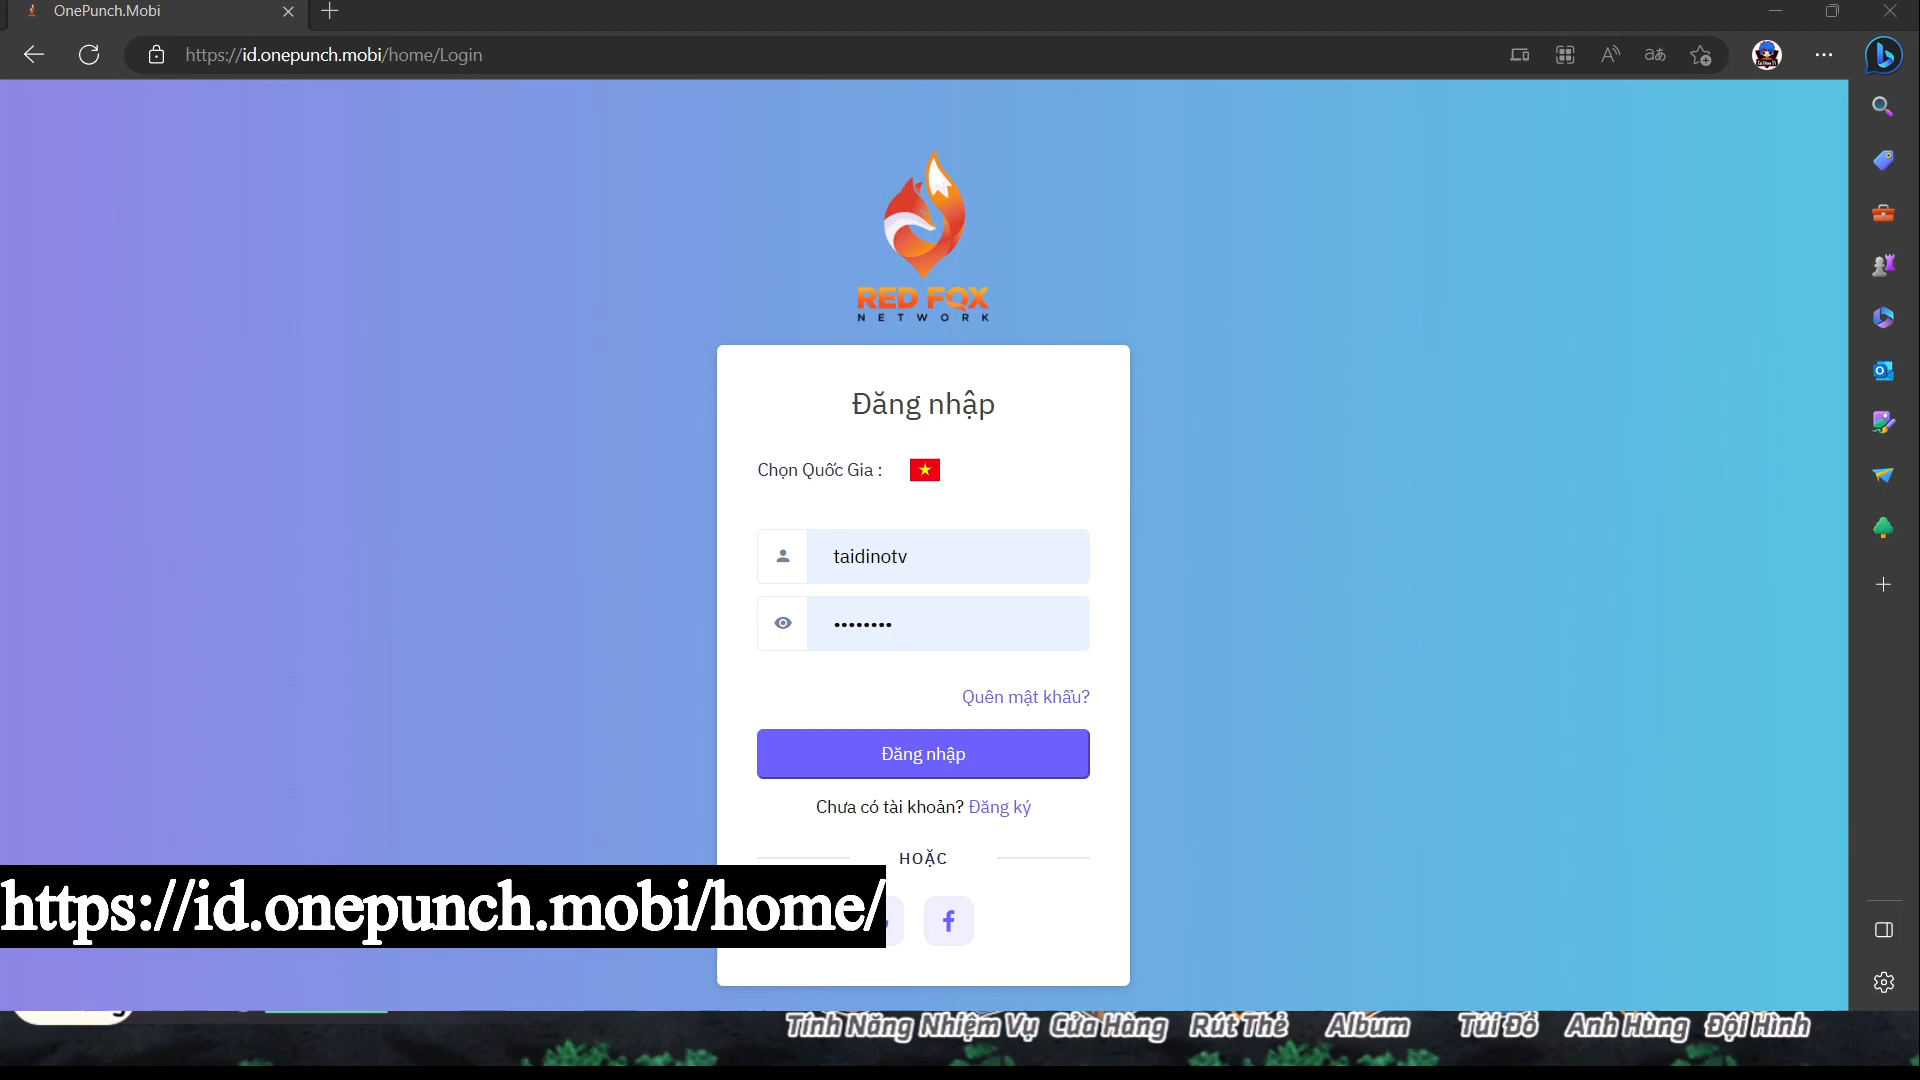 OnePunch.Mobi
https://id.onepunch.mobi/home/Login
RED FOX
NETWORK
Đăng nhập
Chọn Quốc Gia :
taidinotv
Quên mật khẩu?
Đăng nhập
Chưa có tài khoản? Đăng ký
HOẶC
https://id.onepunch.mobi/home/
Tính Năng Nhiệm Vụ Cửa Hàng Rút Thẻ Album Túi Đồ Anh Hùng Đội Hình